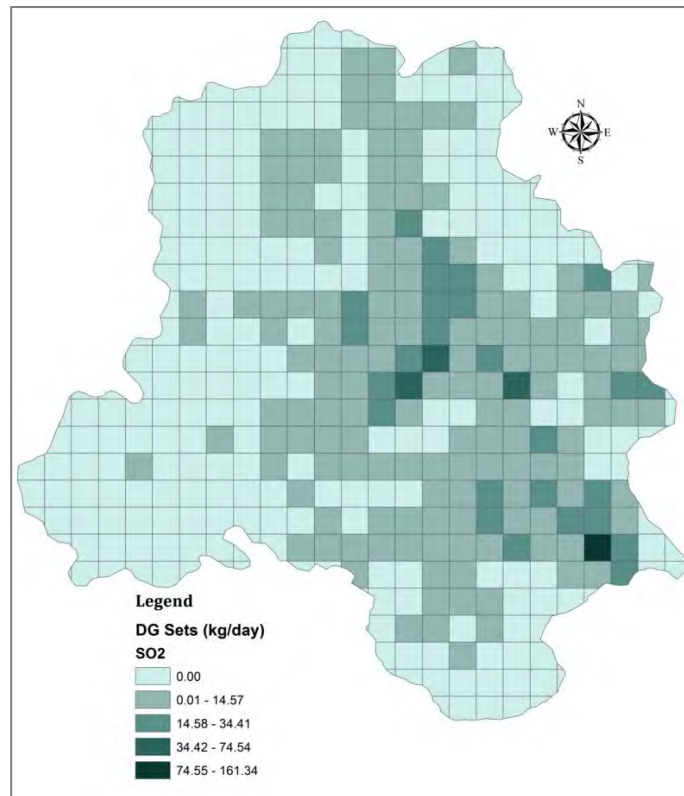 N
W E
S
Legend
DG Sets (kg/day)
SO2
0.00
0.01 - 14.57
14.58 - 34.41
34.42 - 74.54
74.55 - 161.34